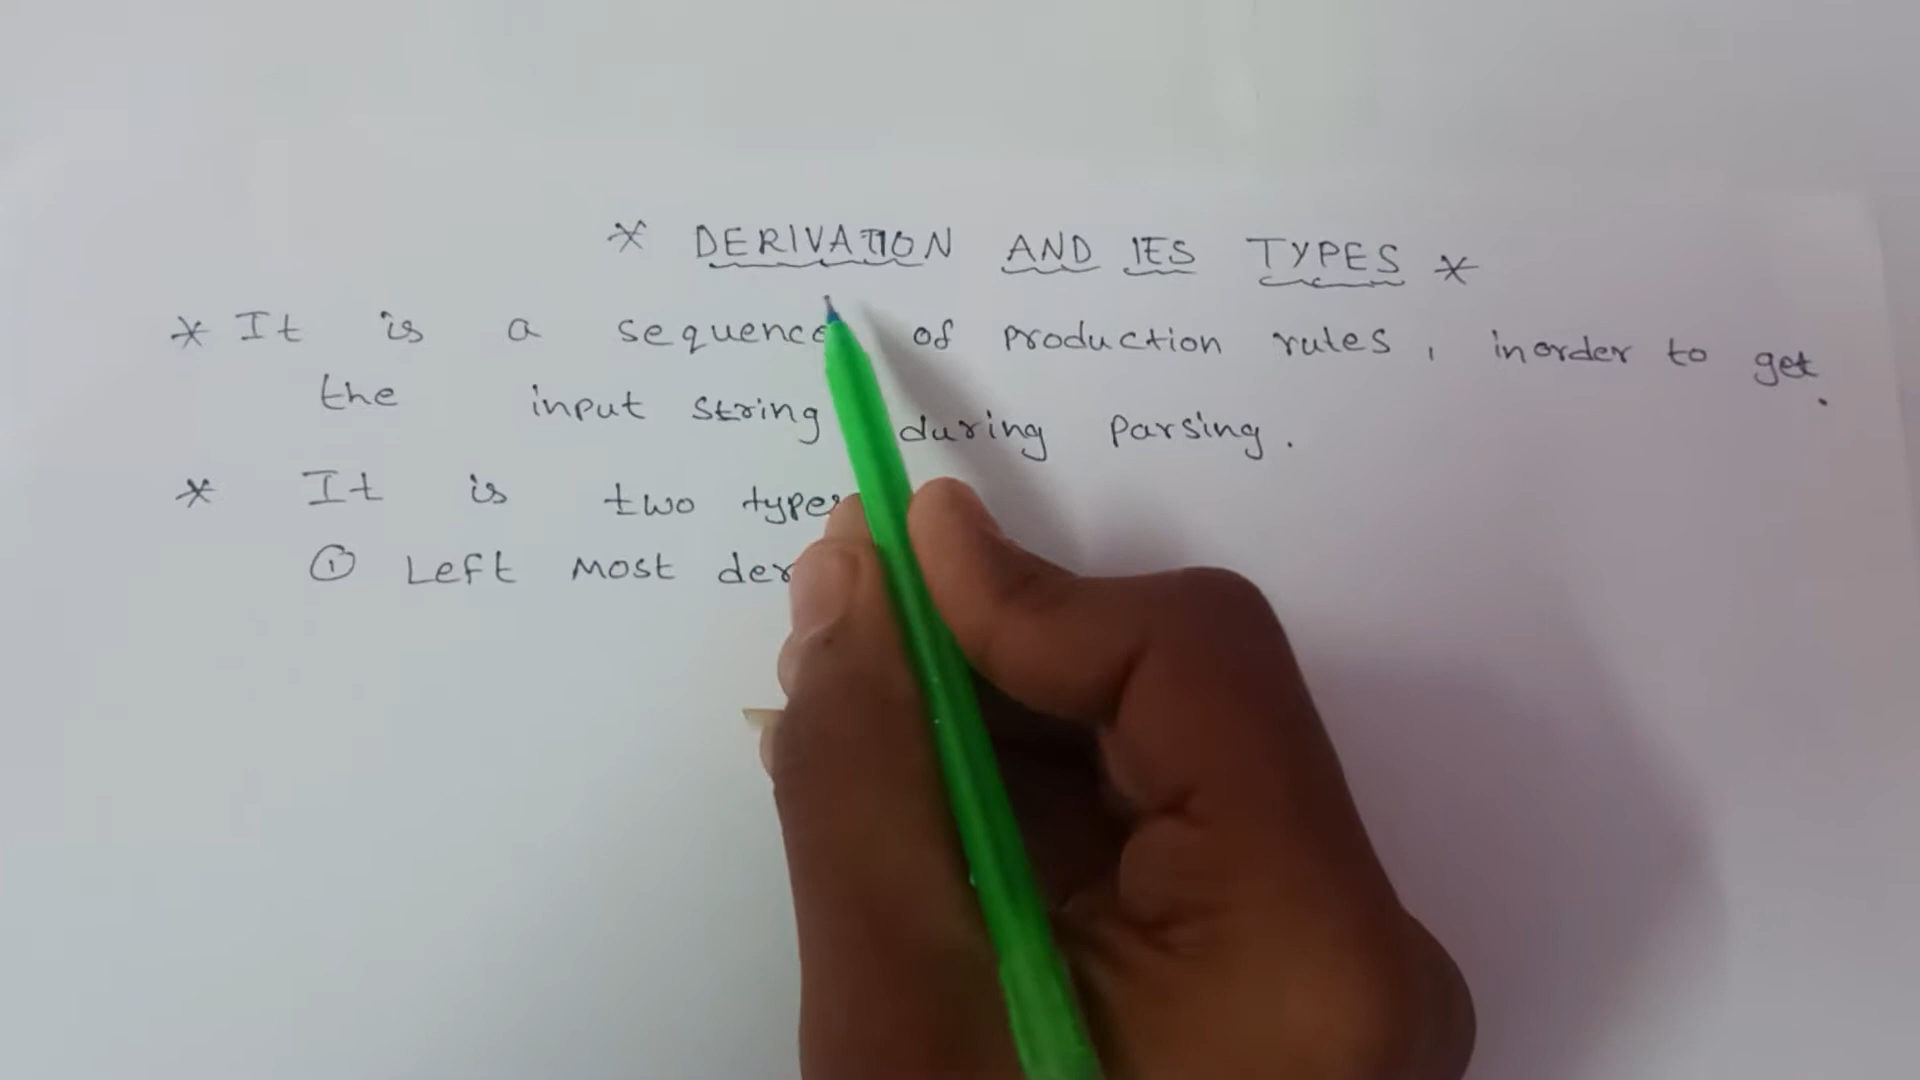 * DERIVATION AND IES TYPES *
* It is a sequence of production rules, inorder to get
the input string during parsing.
* It is two types
① Left most der